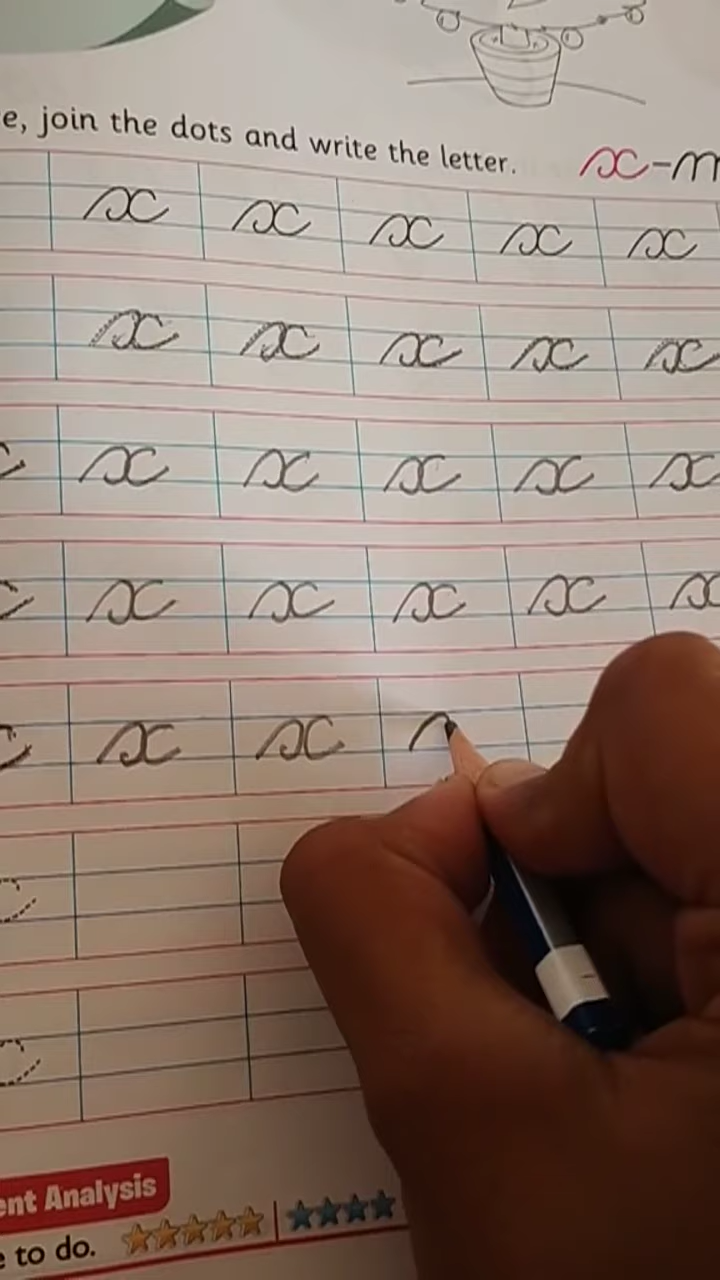 e, join the dots and write the letter. x-m
x x x x x
x x x x x
x x x x x
x x x x x
x x
ent Analysis
e to do.